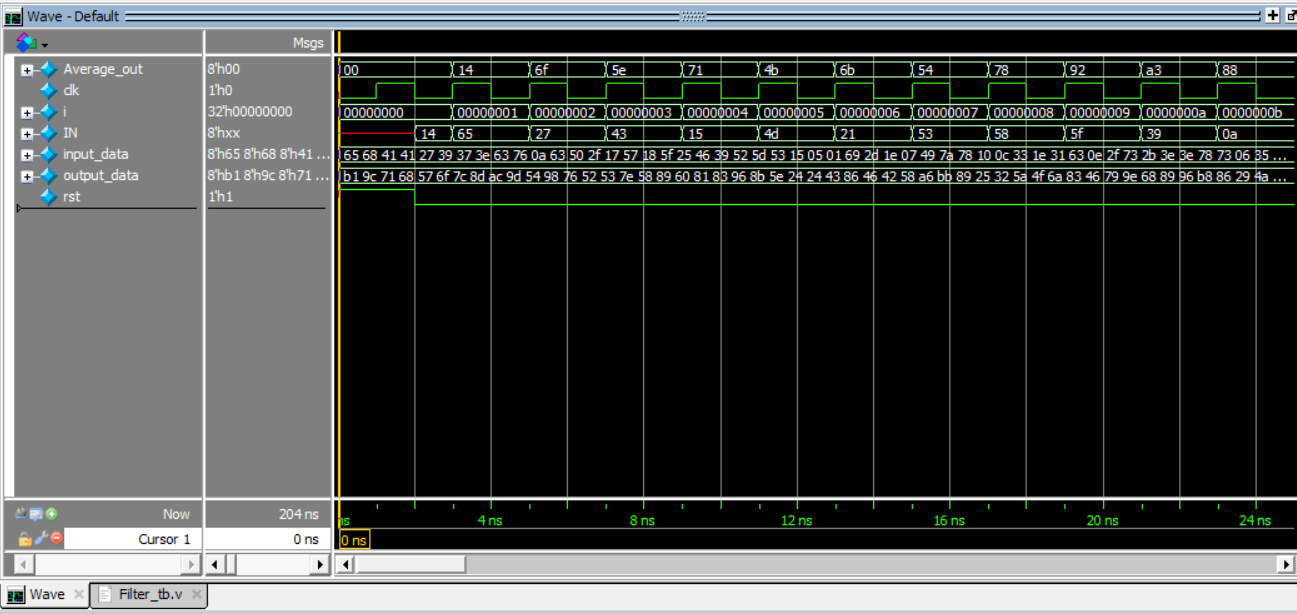 Wave - Default
Msgs
Average_out 8'h00 00 14 6f 5e 71 4b 6b 54 78 92 a3 88
clk 1'h0
i 32'h00000000 00000000 00000001 00000002 00000003 00000004 00000005 00000006 00000007 00000008 00000009 0000000a 0000000b
IN 8'hxx 14 65 27 43 15 4d 21 53 58 5f 39 0a
input_data 8'h65 8'h68 8'h41 ... 65 68 41 41 27 39 37 3e 63 76 0a 63 50 2f 17 57 18 5f 25 46 39 52 5d 53 15 05 01 69 2d 1e 07 49 7a 78 10 0c 33 1e 31 63 0e 2f 73 2b 3e 3e 78 73 06 35 ...
output_data 8'hb1 8'h9c 8'h71 ... b1 9c 71 68 57 6f 7c 8d ac 9d 54 98 76 52 53 7e 58 89 60 81 83 96 8b 5e 24 24 43 86 46 42 58 a6 bb 89 25 32 5a 4f 6a 83 46 79 9e 68 89 96 b8 86 29 4a ...
rst 1'h1
Now 204 ns ns 4 ns 8 ns 12 ns 16 ns 20 ns 24 ns
Cursor 1 0 ns 0 ns
Wave Filter_tb.v